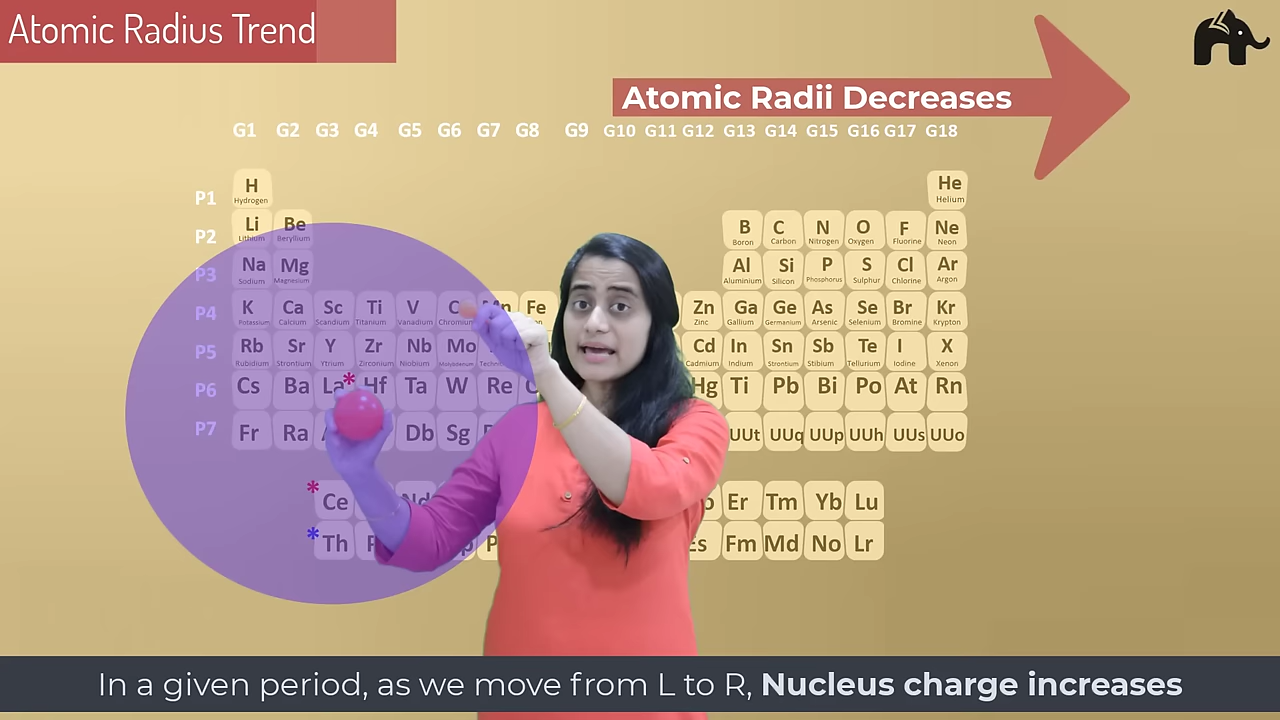 Atomic Radius Trend
Atomic Radii Decreases
G1 G2 G3 G4 G5 G6 G7 G8 G9 G10 G11 G12 G13 G14 G15 G16 G17 G18
P1 H He
Hydrogen Helium
P2 Li Be B C N O F Ne
Lithium Beryllium Boron Carbon Nitrogen Oxygen Fluorine Neon
P3 Na Mg Al Si P S Cl Ar
Sodium Magnesium Aluminium Silicon Phosphorus Sulphur Chlorine Argon
P4 K Ca Sc Ti V Mn Fe Zn Ga Ge As Se Br Kr
Potassium Calcium Scandium Titanium Vanadium Chromium Zinc Gallium Germanium Arsenic Selenium Bromine Krypton
P5 Rb Sr Y Zr Nb Mo Cd In Sn Sb Te I X
Rubidium Strontium Yttrium Zirconium Niobium Molybdenum Cadmium Indium Strontium Stibium Tellurium Iodine Xenon
P6 Cs Ba La* Hf Ta W Re Hg Ti Pb Bi Po At Rn
P7 Fr Ra Db Sg UUt UUq UUp UUh UUs UUo
* Ce Nd Er Tm Yb Lu
* Th Es Fm Md No Lr
In a given period, as we move from L to R, Nucleus charge increases